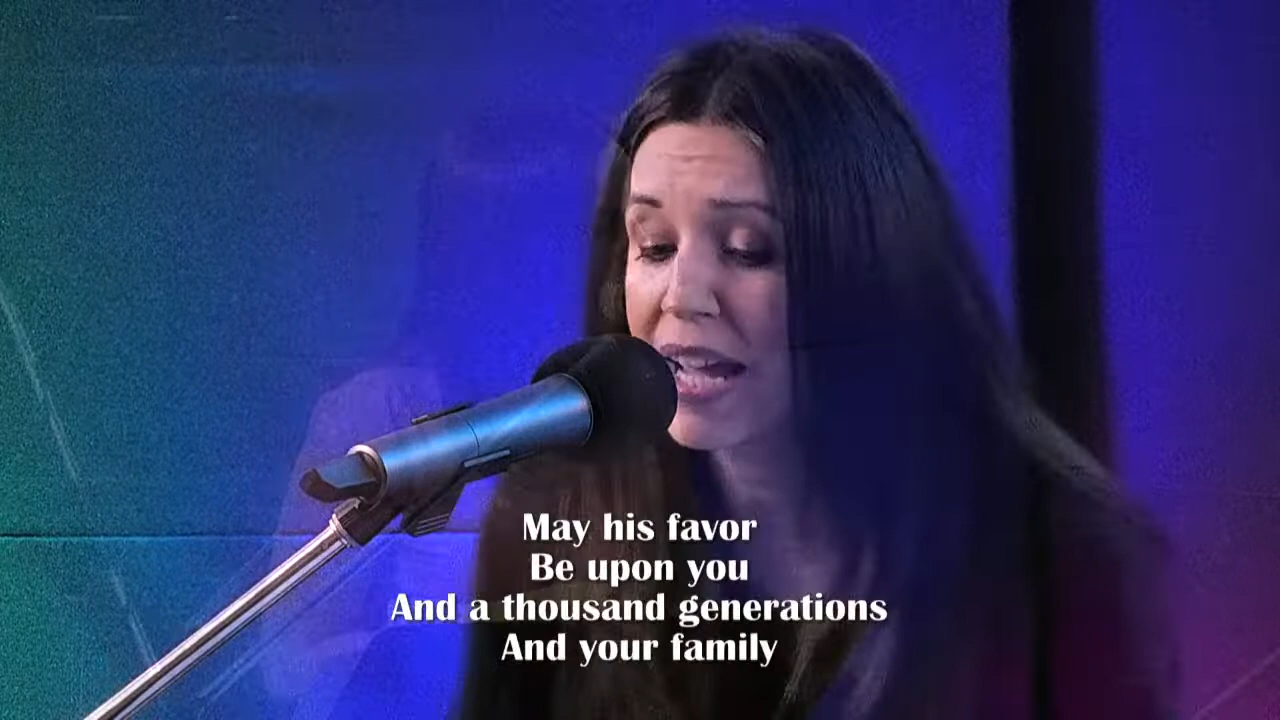 May his favor
Be upon you
And a thousand generations
And your family